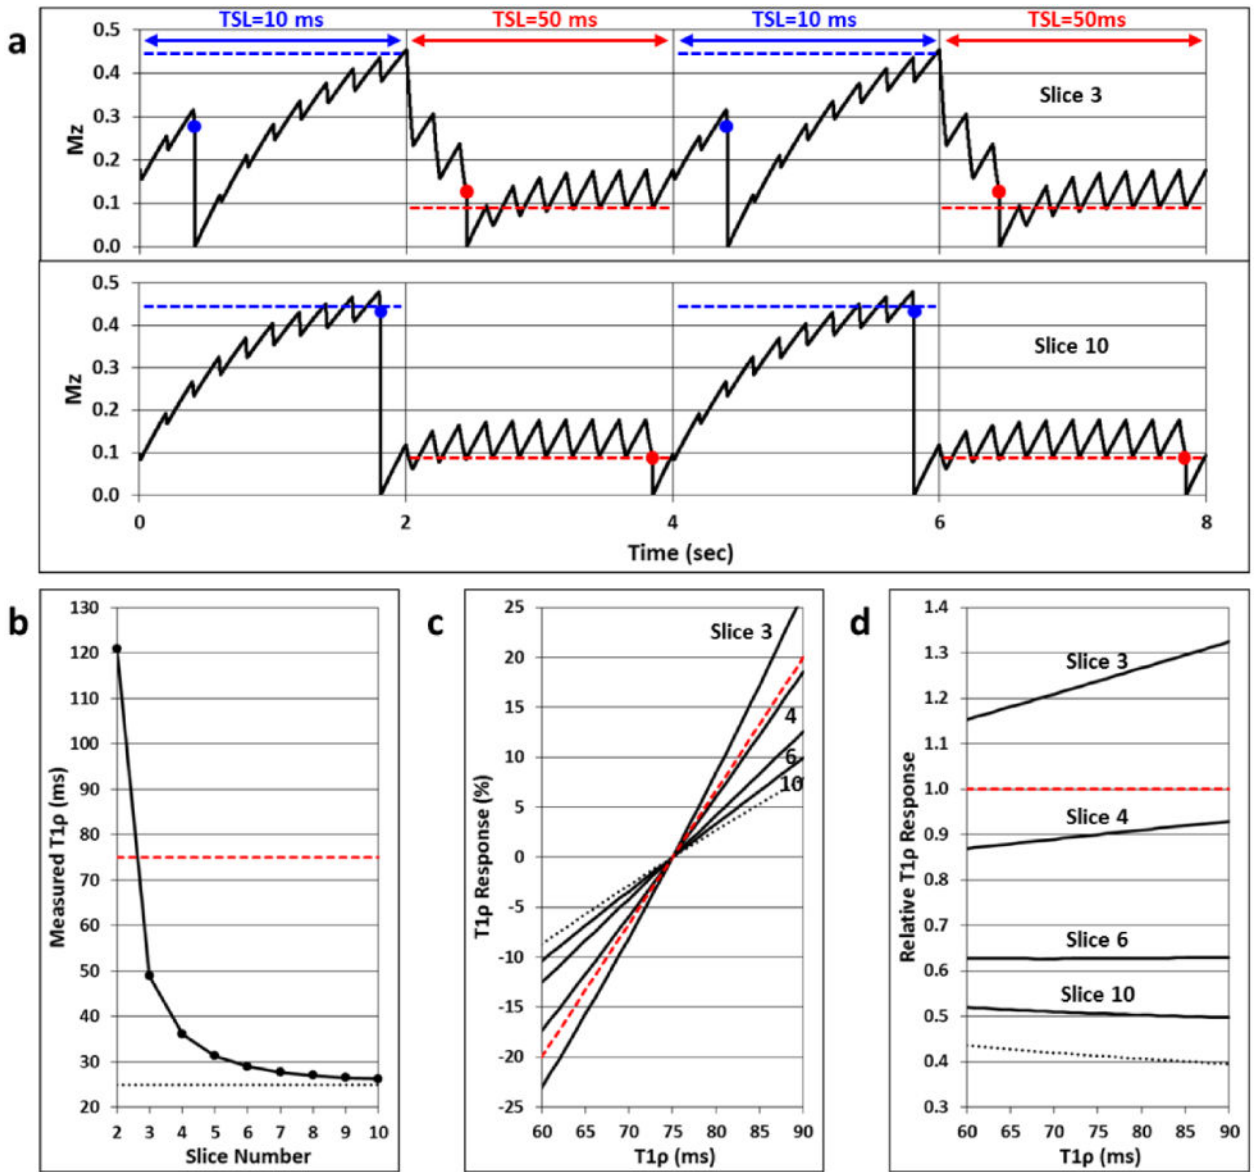 a
TSL=10 ms TSL=50 ms TSL=10 ms TSL=50ms
0.5
0.4
0.3
0.2
0.1
0.0
Mz
Slice 3
0.5
0.4
0.3
0.2
0.1
0.0
Mz
Slice 10
0 2 4 6 8
Time (sec)
b
130
120
110
100
90
80
70
60
50
40
30
20
Measured T1ρ (ms)
2 3 4 5 6 7 8 9 10
Slice Number
c
25
20
15
10
5
0
-5
-10
-15
-20
-25
T1ρ Response (%)
Slice 3
4
6
10
60 65 70 75 80 85 90
T1ρ (ms)
d
1.4
1.3
1.2
1.1
1.0
0.9
0.8
0.7
0.6
0.5
0.4
0.3
Relative T1ρ Response
Slice 3
Slice 4
Slice 6
Slice 10
60 65 70 75 80 85 90
T1ρ (ms)